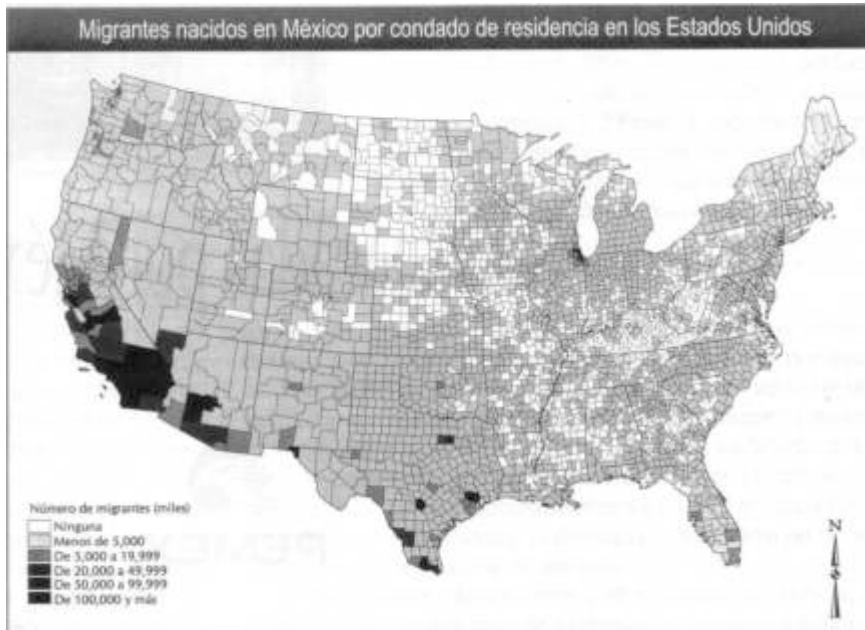 Migrantes nacidos en México por condado de residencia en los Estados Unidos
Número de migrantes (miles)
Ninguna
Menos de 5,000
De 5,000 a 19,999
De 20,000 a 49,999
De 50,000 a 99,999
De 100,000 y más
N